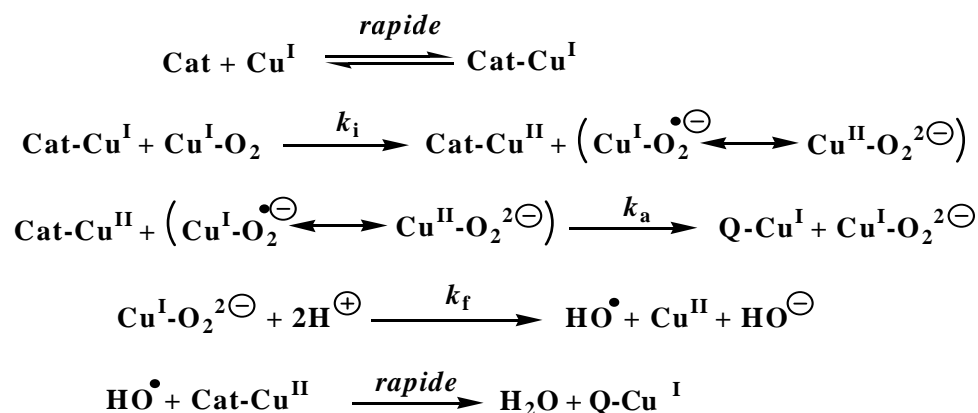 rapide
Cat + Cu^I ⇌ Cat-Cu^I
k_i
Cat-Cu^I + Cu^I-O_2 ⟶ Cat-Cu^II + (Cu^I-O_2^•⊖ ⟷ Cu^II-O_2^2⊖)
k_a
Cat-Cu^II + (Cu^I-O_2^•⊖ ⟷ Cu^II-O_2^2⊖) ⟶ Q-Cu^I + Cu^I-O_2^2⊖
k_f
Cu^I-O_2^2⊖ + 2H^⊕ ⟶ HO^• + Cu^II + HO^⊖
rapide
HO^• + Cat-Cu^II ⟶ H_2O + Q-Cu^I